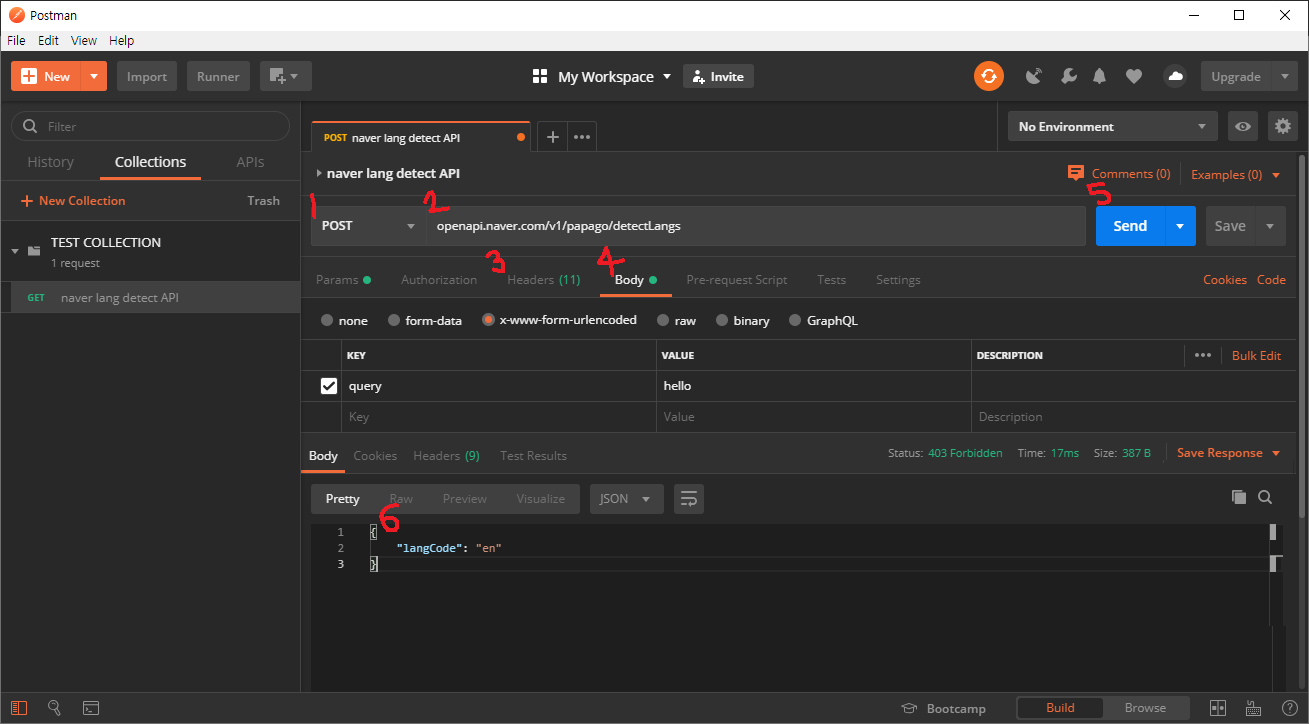 Postman
File Edit View Help
New Import Runner My Workspace Invite Upgrade
Filter
History Collections APIs
New Collection Trash
TEST COLLECTION
1 request
GET naver lang detect API
POST naver lang detect API
No Environment
naver lang detect API Comments (0) Examples (0)
1 2 5
POST openapi.naver.com/v1/papago/detectLangs Send Save
3 4
Params Authorization Headers (11) Body Pre-request Script Tests Settings Cookies Code
none form-data x-www-form-urlencoded raw binary GraphQL
KEY VALUE DESCRIPTION Bulk Edit
query hello
Key Value Description
Body Cookies Headers (9) Test Results Status: 403 Forbidden Time: 17ms Size: 387 B Save Response
Pretty Raw Preview Visualize JSON
6
1 {
2 "langCode": "en"
3 }
Bootcamp Build Browse